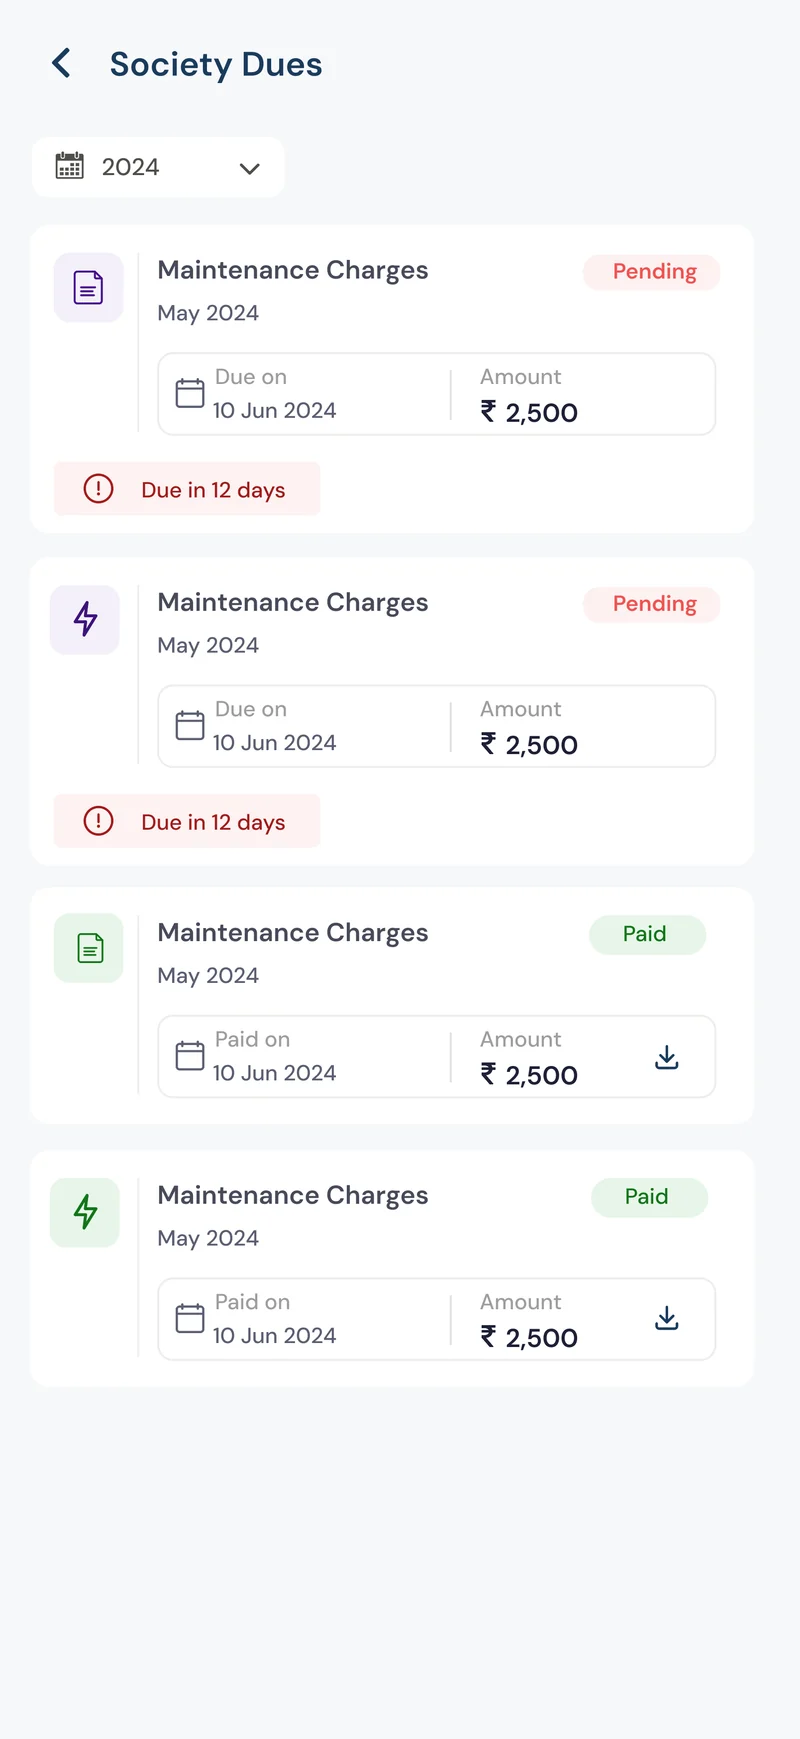 Society Dues
2024
Maintenance Charges
Pending
May 2024
Due on
Amount
10 Jun 2024
₹ 2,500
Due in 12 days
Maintenance Charges
Pending
May 2024
Due on
Amount
10 Jun 2024
₹ 2,500
Due in 12 days
Maintenance Charges
Paid
May 2024
Paid on
Amount
10 Jun 2024
₹ 2,500
Maintenance Charges
Paid
May 2024
Paid on
Amount
10 Jun 2024
₹ 2,500